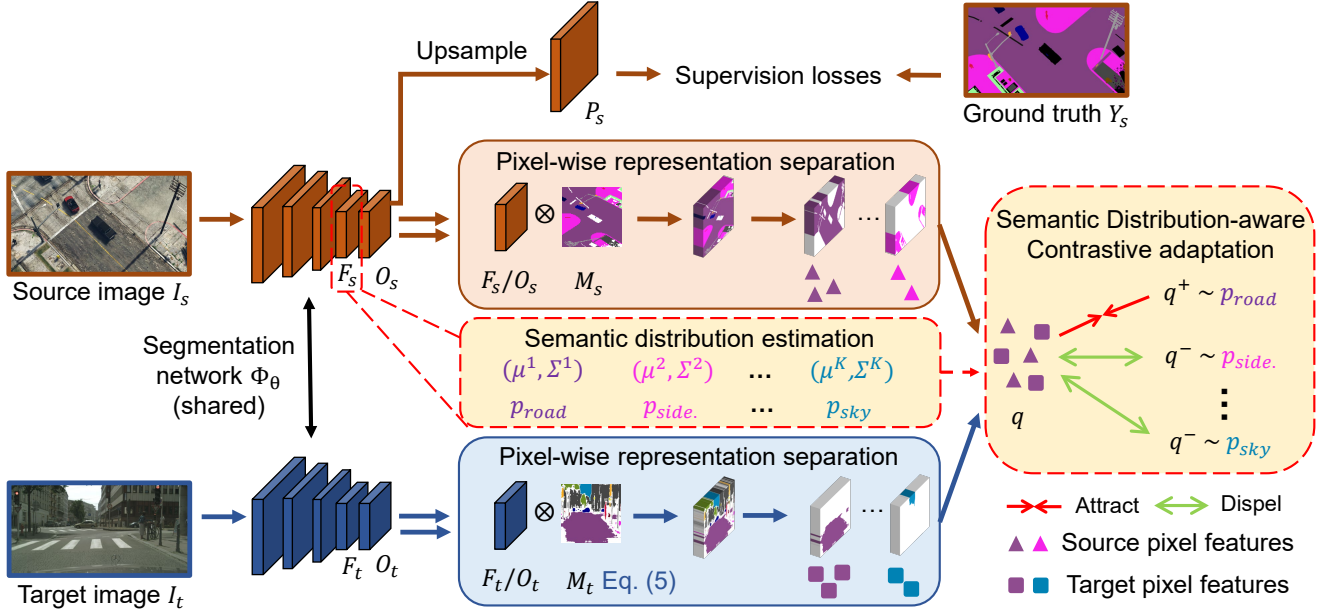 Upsample
P_s
Supervision losses
Ground truth Y_s
Source image I_s
F_s
O_s
Pixel-wise representation separation
⊗
...
F_s/O_s
M_s
Semantic distribution estimation
(μ^1, Σ^1)
(μ^2, Σ^2)
...
(μ^K, Σ^K)
p_road
p_side.
...
p_sky
Segmentation
network Φ_θ
(shared)
Semantic Distribution-aware
Contrastive adaptation
q^+ ~ p_road
q^- ~ p_side.
⋮
q^- ~ p_sky
q
Target image I_t
F_t
O_t
Pixel-wise representation separation
⊗
...
F_t/O_t
M_t Eq. (5)
Attract
Dispel
Source pixel features
Target pixel features